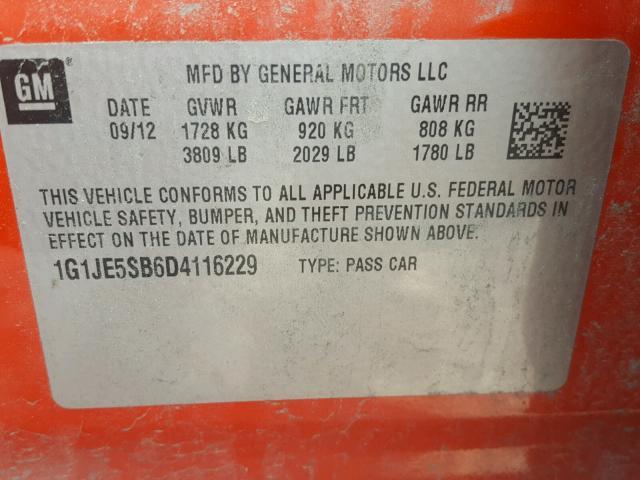 GM ®
MFD BY GENERAL MOTORS LLC
DATE GVWR GAWR FRT GAWR RR
09/12 1728 KG 920 KG 808 KG
3809 LB 2029 LB 1780 LB
THIS VEHICLE CONFORMS TO ALL APPLICABLE U.S. FEDERAL MOTOR
VEHICLE SAFETY, BUMPER, AND THEFT PREVENTION STANDARDS IN
EFFECT ON THE DATE OF MANUFACTURE SHOWN ABOVE.
1G1JE5SB6D4116229 TYPE: PASS CAR